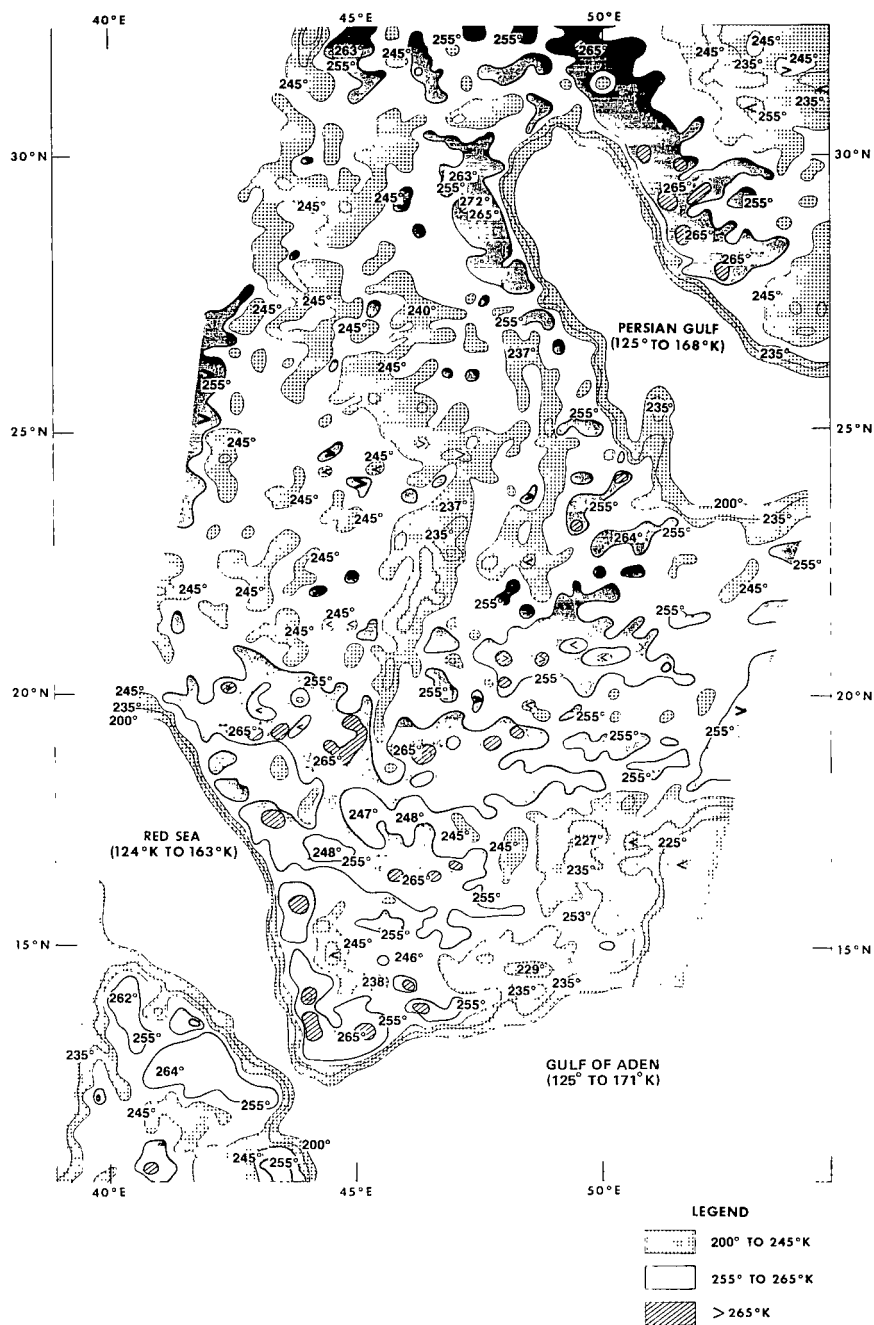 40°E
45°E
50°E
263° 245° 255° 255° 265° 245° 245°
255° 235° 245°
245° 235°
255°
30°N 30°N
263°
255° 245° 265° 255°
272°
245° 265°
265°
245° 240° 245°
245° 255° PERSIAN GULF
(125° TO 168°K)
237° 235°
255° 245°
255° 235°
25°N 25°N
245° 245°
245° 237° 255° 200°
245° 235° 264° 255° 235°
255°
245° 245° 245°
245° 255° 255°
245°
20°N 255° 255° 255 20°N
245°
235° 255° 255°
200° 265° 265° 255°
265° 255°
247° 248°
RED SEA
(124°K TO 163°K)
245° 227° 225°
248° 255° 245°
265 235°
255°
253°
255°
15°N 245° 246° 15°N
229°
262° 238° 235° 235°
255° 255° 255°
265°
235°
264° GULF OF ADEN
(125° TO 171°K)
255°
245°
200°
245° 255°
40°E 45°E 50°E
LEGEND
200° TO 245°K
255° TO 265°K
>265°K